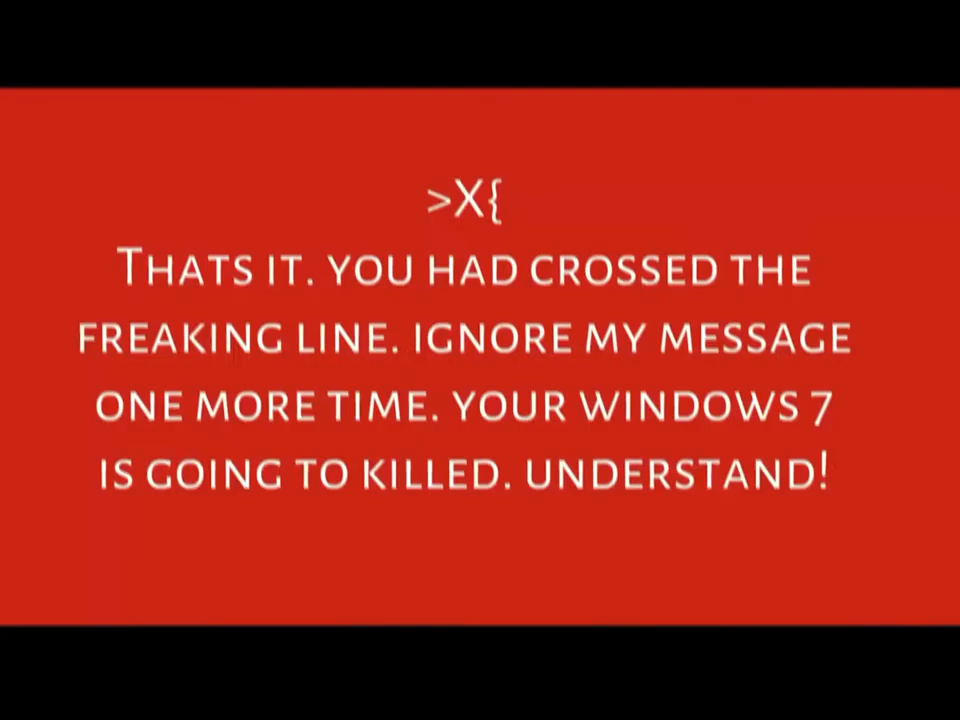 >X{
Thats it. you had crossed the
freaking line. ignore my message
one more time. your windows 7
is going to killed. understand!